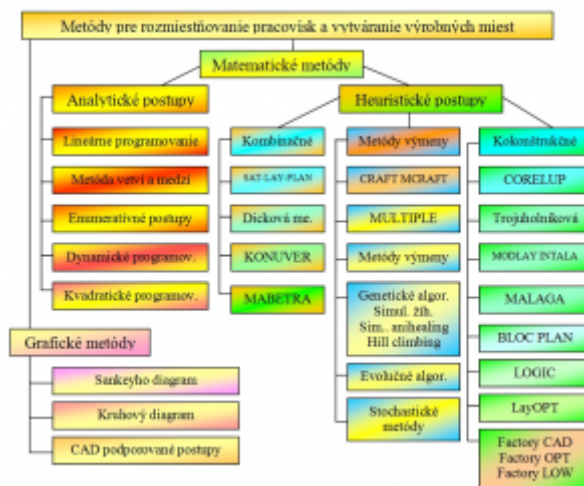 Metódy pre rozmiestňovanie pracovísk a vytváranie výrobných miest
Matematické metódy
Analytické postupy
Heuristické postupy
Lineárne programovanie
Metóda vetví a medzí
Enumeratívne postupy
Dynamické programov.
Kvadratické programov.
Kombinačné
SAT-LAY-PLAN
Dicková me.
KONUVER
MABETRA
Metódy výmeny
CRAFT MCRAFT
MULTIPLE
Metódy výmeny
Genetické algor.
Simul. žíh.
Sim.. anihealing
Hill climbing
Evolučné algor.
Stochastické
metódy
Kokonštrukčné
CORELUP
Trojuholníková
MODLAY INTALA
MALAGA
BLOC PLAN
LOGIC
LayOPT
Factory CAD
Factory OPT
Factory LOW
Grafické metódy
Sankeyho diagram
Kruhový diagram
CAD podporované postupy